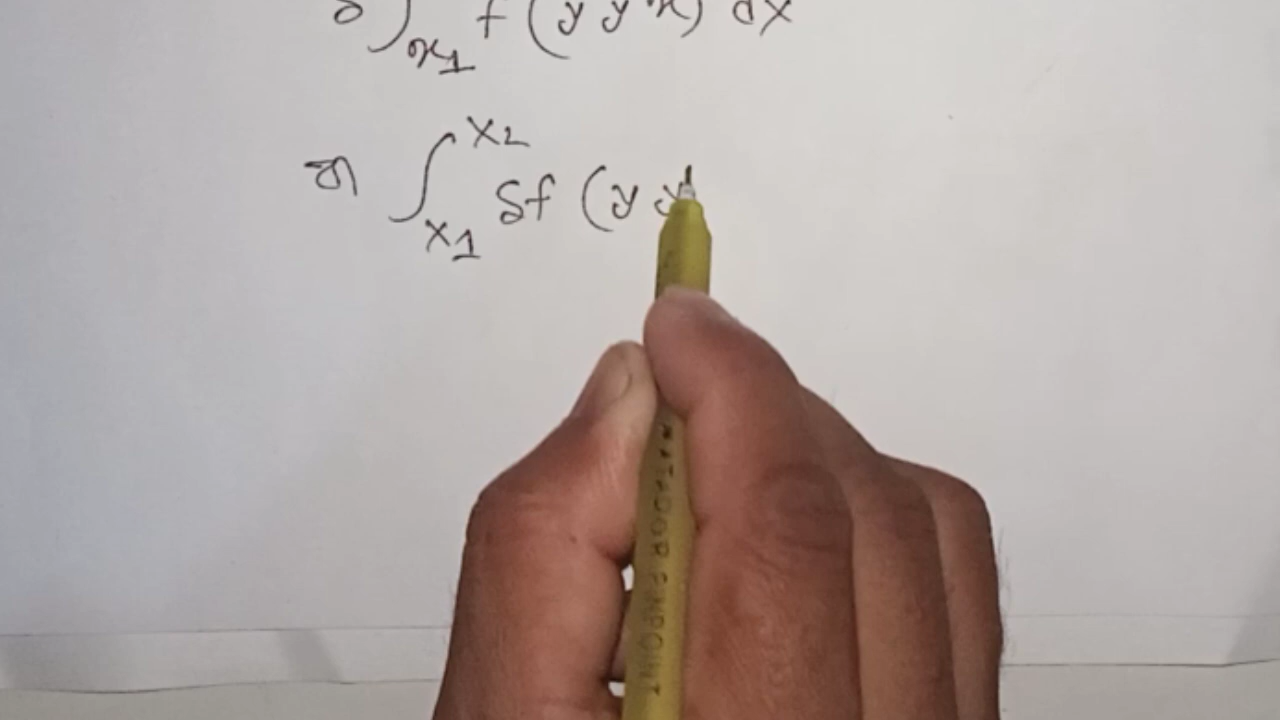 δ ∫x1 f (y y x) dx
বা ∫x1 x2 δf (y y
MATADOR PINPOINT